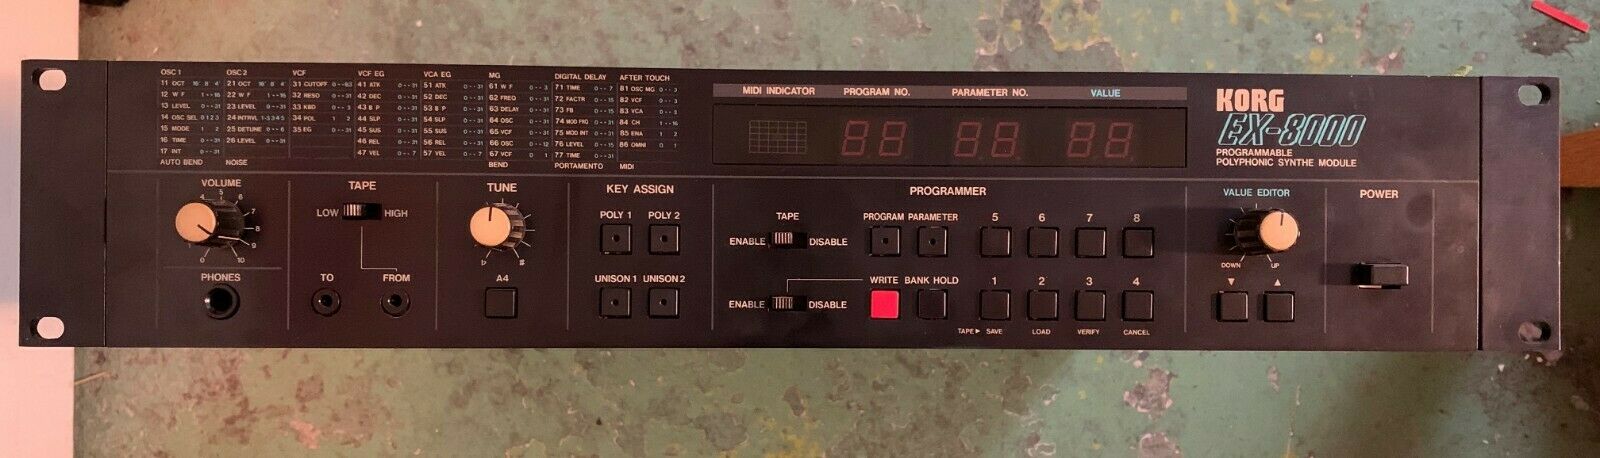 OSC 1
11 OCT 16' 8' 4'
12 W F 1-16
13 LEVEL 0-31
14 OSC SEL 0 1 2 3
15 MODE 1 2
16 TIME 0-31
17 INT 0-31
AUTO BEND
OSC 2
21 OCT 16' 8' 4'
22 W F 1-16
23 LEVEL 0-31
24 INTRVL 1-3 4 5
25 DETUNE 0-6
26 LEVEL 0-31
NOISE
VCF
31 CUTOFF 0-63
32 RESO 0-31
33 KBD 0-3
34 POL 1 2
35 EG 0-31
VCF EG
41 ATK 0-31
42 DEC 0-31
43 B P 0-31
44 SLP 0-31
45 SUS 0-31
46 REL 0-31
47 VEL 0-7
VCA EG
51 ATK 0-31
52 DEC 0-31
53 B P 0-31
54 SLP 0-31
55 SUS 0-31
56 REL 0-31
57 VEL 0-7
MG
61 W F 0-3
62 FREQ 0-31
63 DELAY 0-31
64 OSC 0-31
65 VCF 0-31
66 OSC 0-12
67 VCF 0 1
BEND
DIGITAL DELAY
71 TIME 0-7
72 FACTR 0-15
73 FB 0-15
74 MOD FRQ 0-31
75 MOD INT 0-31
76 LEVEL 0-15
77 TIME 0-31
PORTAMENTO
AFTER TOUCH
81 OSC MG 0-3
82 VCF 0-3
83 VCA 0-3
84 CH 1-16
85 ENA 1 2
86 OMNI 0 1
MIDI
MIDI INDICATOR PROGRAM NO. PARAMETER NO. VALUE
88 88 88
KORG
EX-8000
PROGRAMMABLE
POLYPHONIC SYNTHE MODULE
VOLUME
0 4 5 6 7 8 9 10
PHONES
TAPE
LOW HIGH
TO FROM
TUNE
♭ ♯
A4
KEY ASSIGN
POLY 1 POLY 2
UNISON 1 UNISON 2
PROGRAMMER
TAPE
ENABLE DISABLE
PROGRAM PARAMETER 5 6 7 8
ENABLE DISABLE
WRITE BANK HOLD 1 2 3 4
TAPE► SAVE LOAD VERIFY CANCEL
VALUE EDITOR
DOWN UP
▼ ▲
POWER